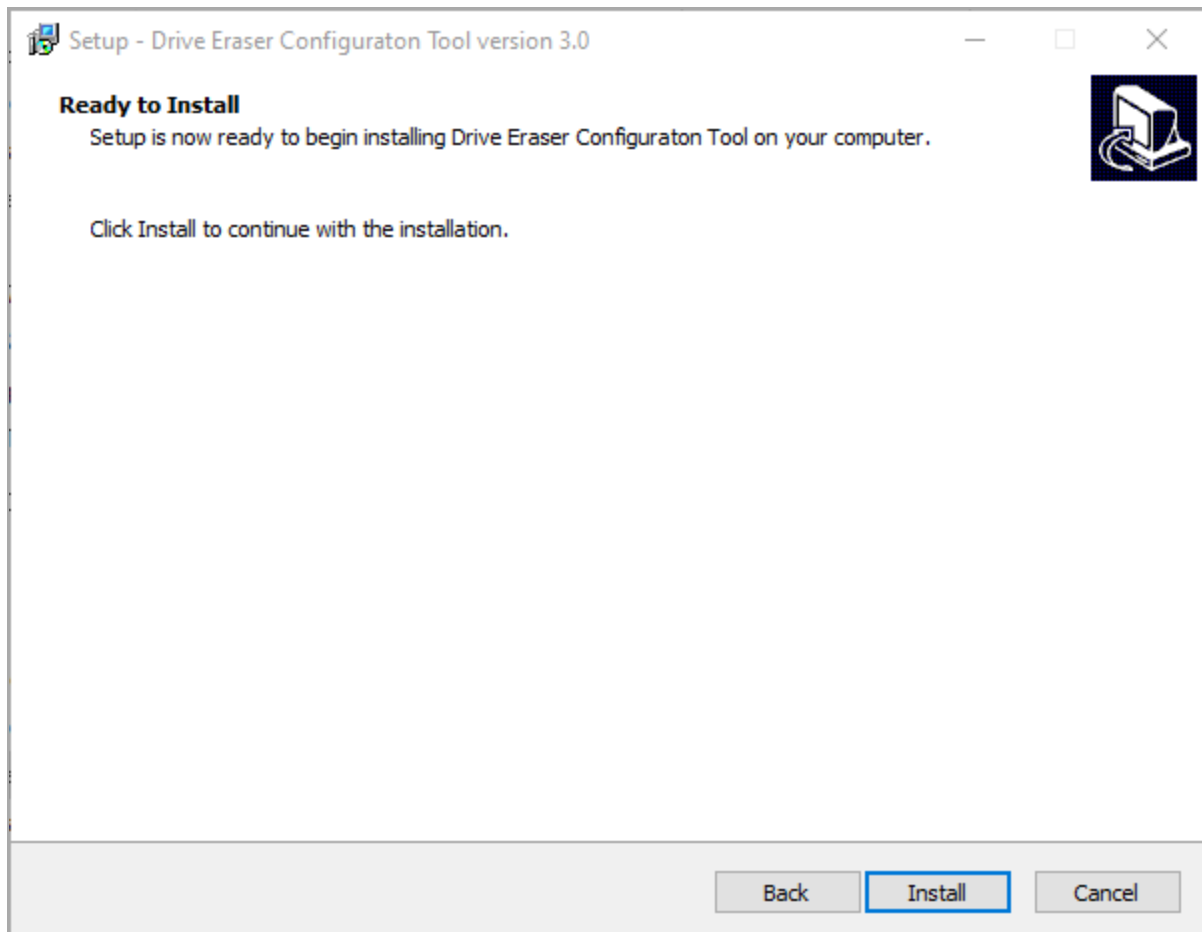 Setup - Drive Eraser Configuraton Tool version 3.0
Ready to Install
Setup is now ready to begin installing Drive Eraser Configuraton Tool on your computer.
Click Install to continue with the installation.
Back Install Cancel